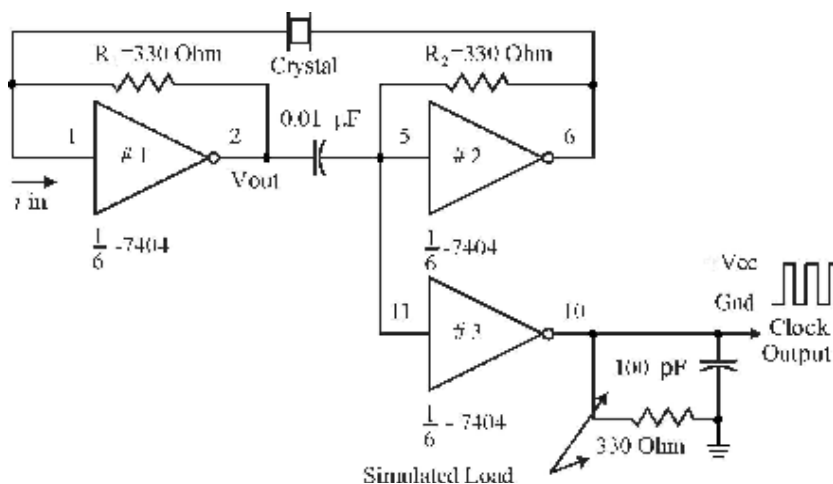 R₁=330 Ohm
Crystal
R₂=330 Ohm
0.01 µF
1
# 1
2
Vout
5
# 2
6
in
1/6 -7404
1/6 -7404
Vcc
Gnd
Clock
Output
11
# 3
10
100 pF
1/6 -7404
330 Ohm
Simulated Load